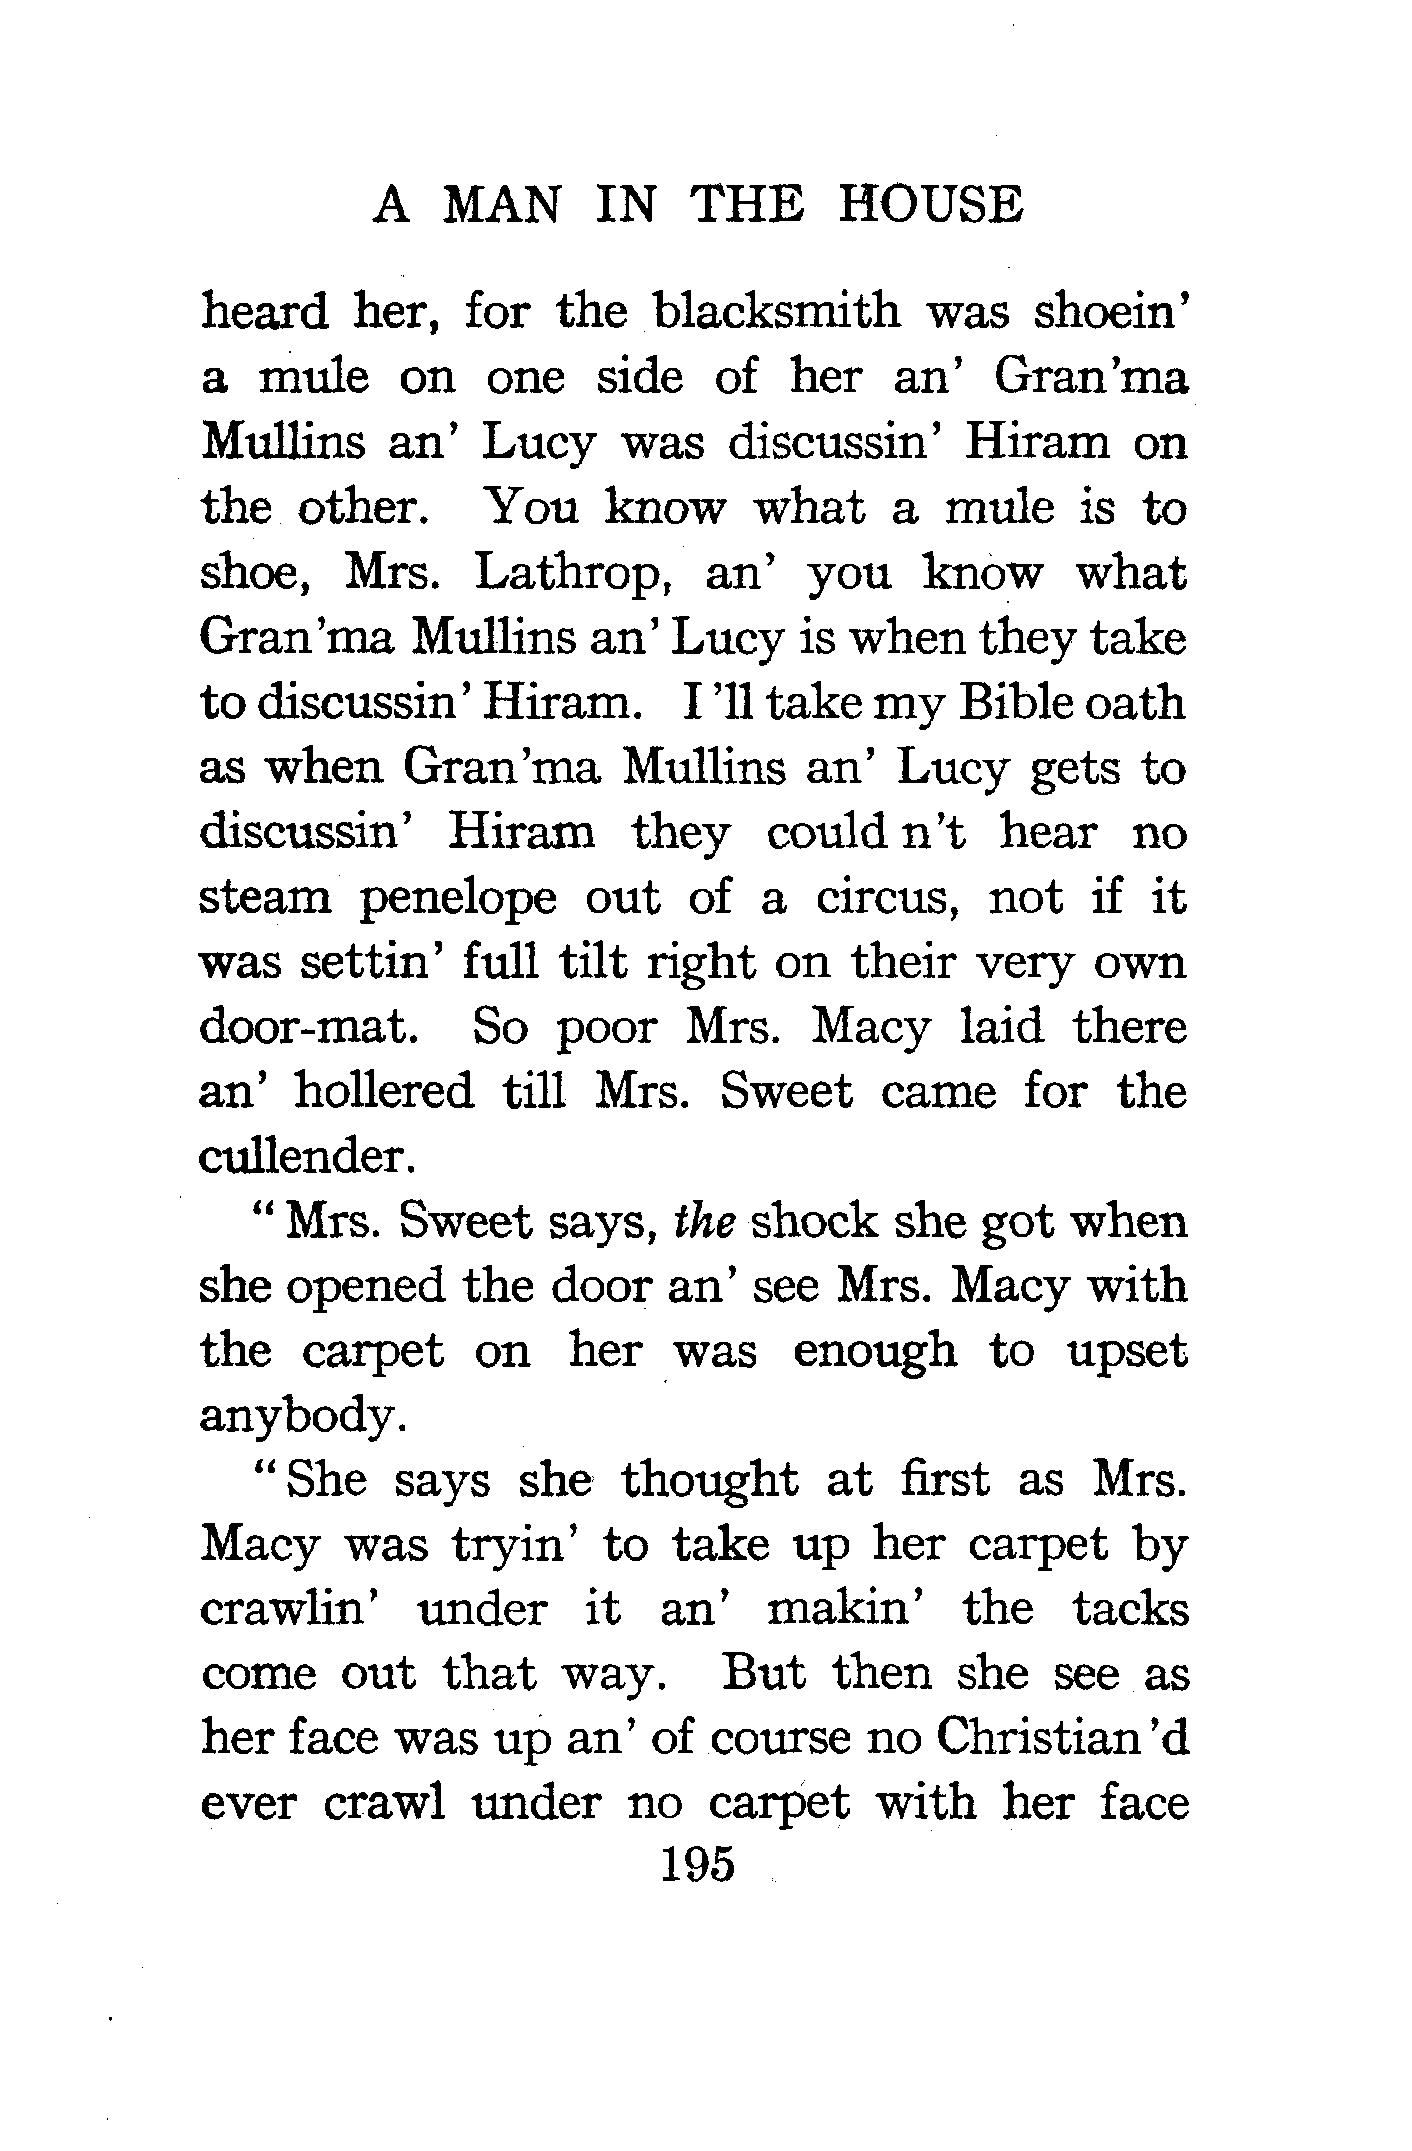 A MAN IN THE HOUSE
heard her, for the blacksmith was shoein'
a mule on one side of her an' Gran'ma
Mullins an' Lucy was discussin' Hiram on
the other. You know what a mule is to
shoe, Mrs. Lathrop, an' you know what
Gran'ma Mullins an' Lucy is when they take
to discussin' Hiram. I 'll take my Bible oath
as when Gran'ma Mullins an' Lucy gets to
discussin' Hiram they could n't hear no
steam penelope out of a circus, not if it
was settin' full tilt right on their very own
door-mat. So poor Mrs. Macy laid there
an' hollered till Mrs. Sweet came for the
cullender.
"Mrs. Sweet says, the shock she got when
she opened the door an' see Mrs. Macy with
the carpet on her was enough to upset
anybody.
"She says she thought at first as Mrs.
Macy was tryin' to take up her carpet by
crawlin' under it an' makin' the tacks
come out that way. But then she see as
her face was up an' of course no Christian 'd
ever crawl under no carpet with her face
195